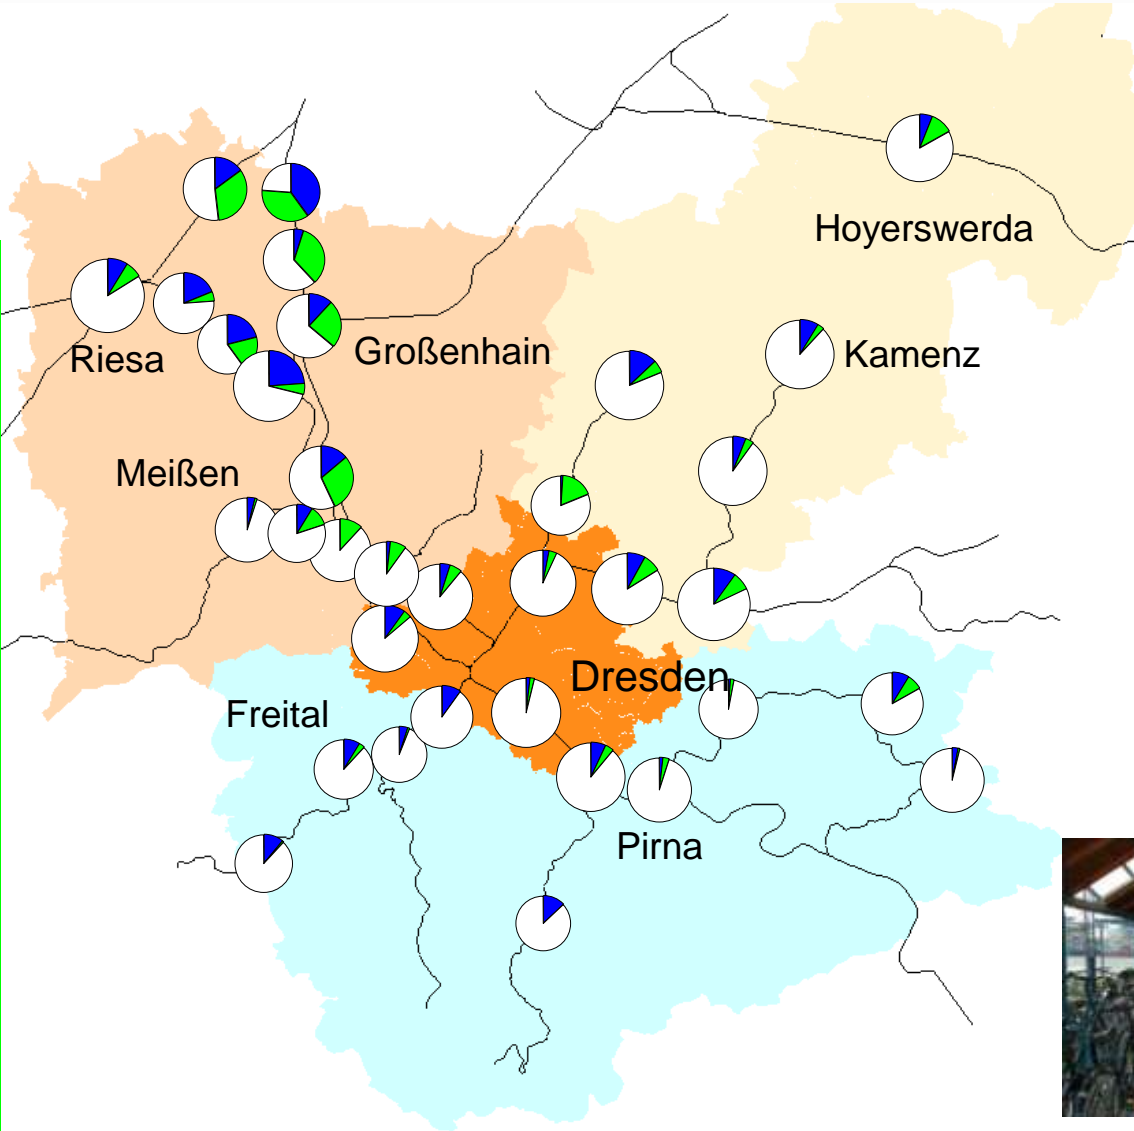 Hoyerswerda
Großenhain
Kamenz
Riesa
Meißen
Dresden
Freital
Pirna